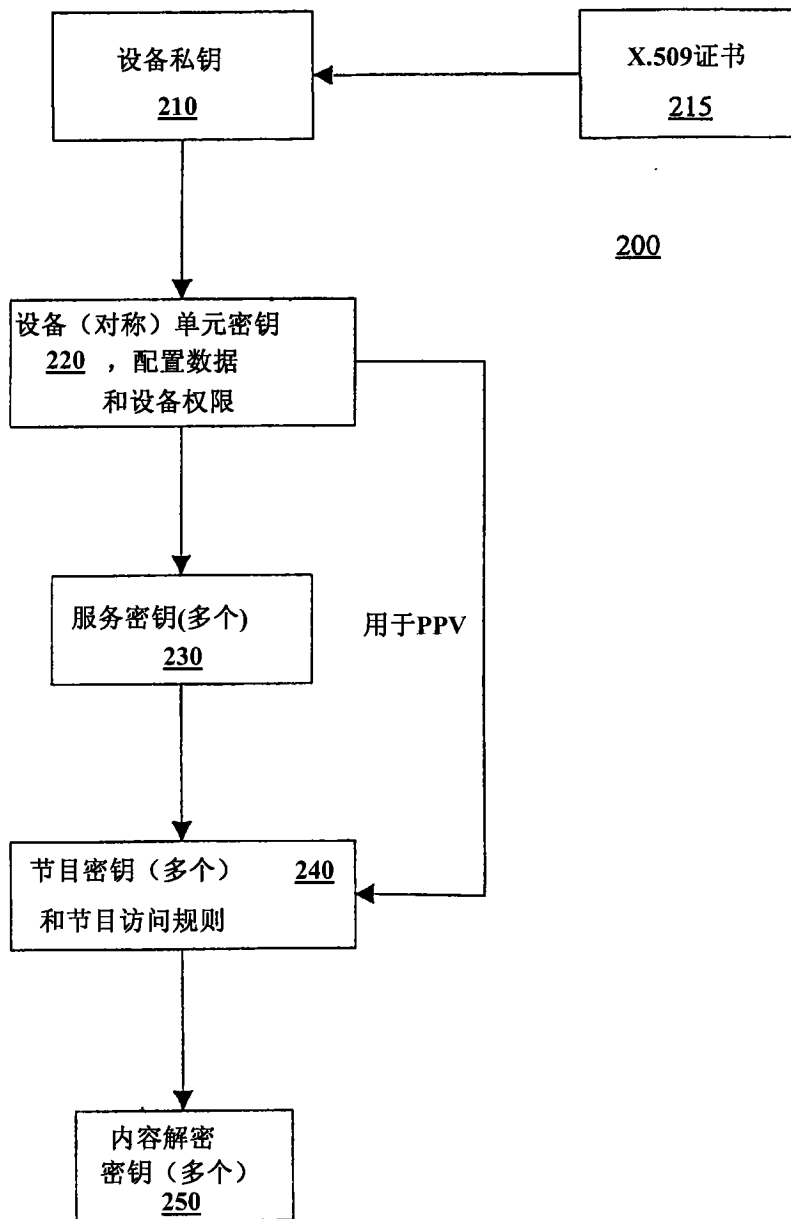 设备私钥
210
X.509证书
215
200
设备（对称）单元密钥
220 ，配置数据
和设备权限
服务密钥(多个)
230
用于PPV
节目密钥（多个） 240
和节目访问规则
内容解密
密钥（多个）
250